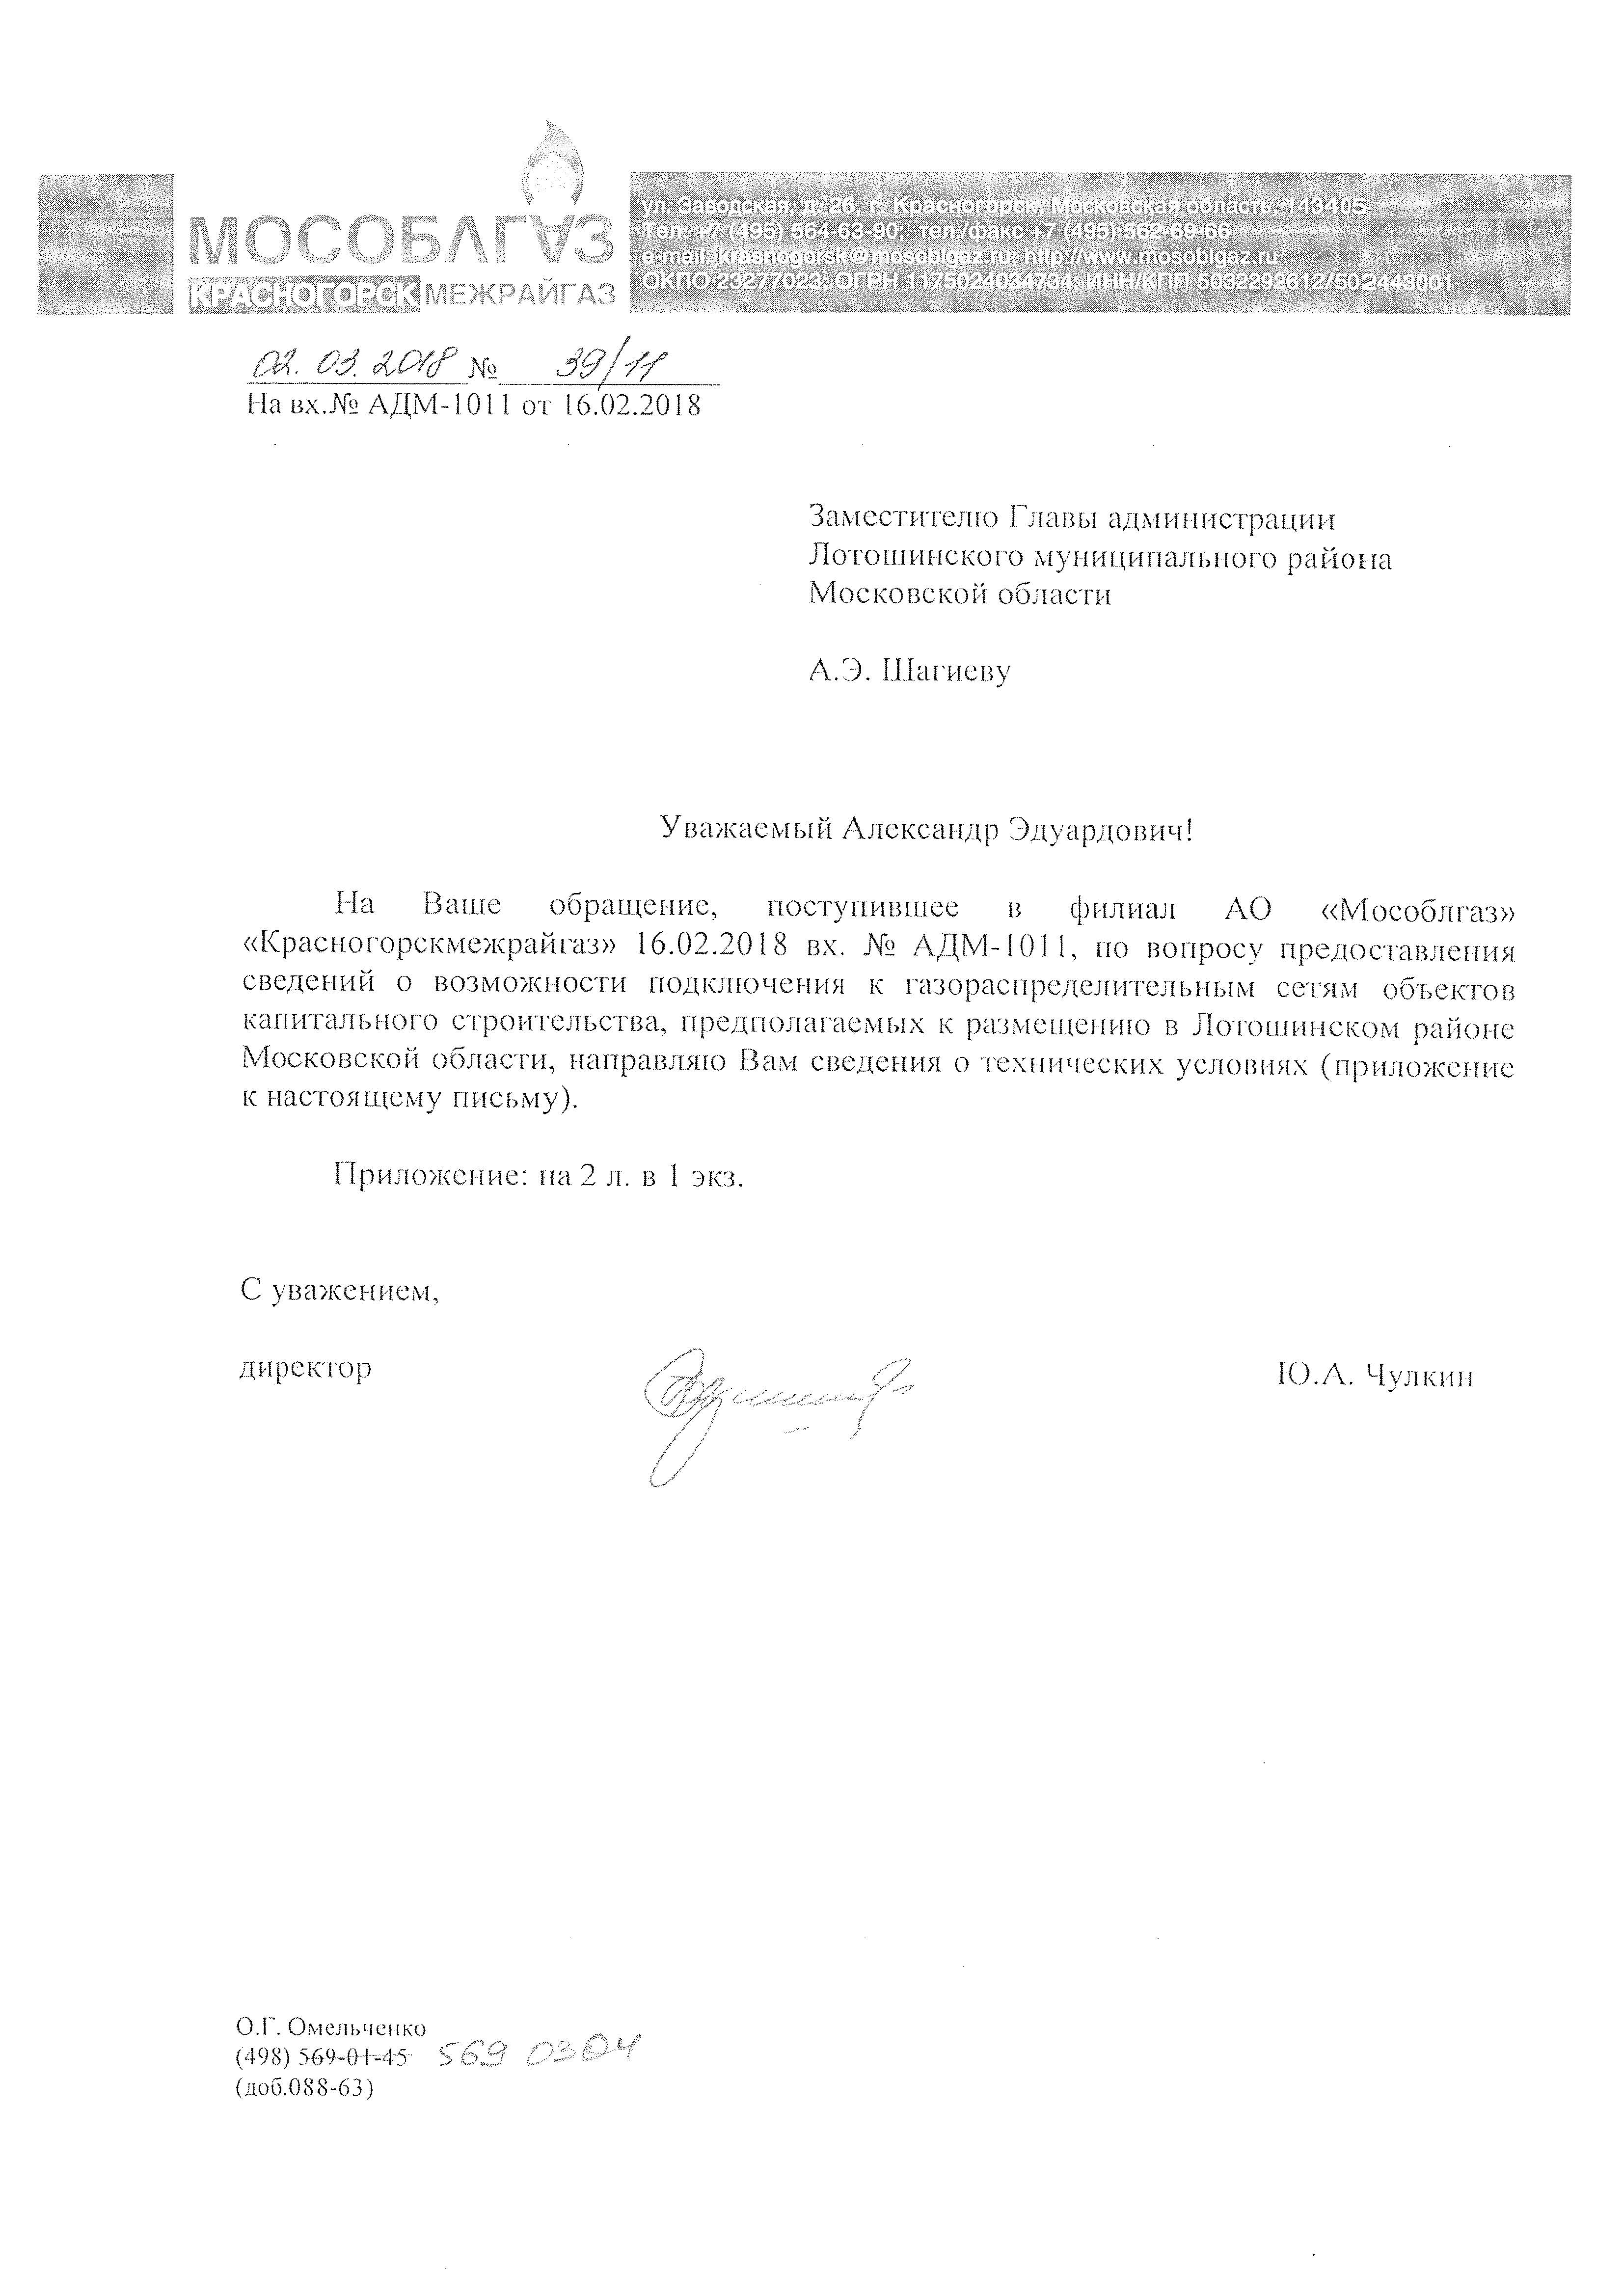 МОСОБЛГАЗ
КРАСНОГОРСКМЕЖРАЙГАЗ
ул. Заводская, д. 26, г. Красногорск, Московская область, 143405
Тел. +7 (495) 564-63-90; тел./факс +7 (495) 562-69-66
e-mail: krasnogorsk@mosoblgaz.ru; http://www.mosoblgaz.ru
ОКПО 23277023; ОГРН 1175024034734; ИНН/КПП 5032292612/502443001
02.03.2018 № 39/11
На вх.№ АДМ-1011 от 16.02.2018
Заместителю Главы администрации
Лотошинского муниципального района
Московской области
А.Э. Шагиеву
Уважаемый Александр Эдуардович!
На Ваше обращение, поступившее в филиал АО «Мособлгаз»
«Красногорскмежрайгаз» 16.02.2018 вх. № АДМ-1011, по вопросу предоставления
сведений о возможности подключения к газораспределительным сетям объектов
капитального строительства, предполагаемых к размещению в Лотошинском районе
Московской области, направляю Вам сведения о технических условиях (приложение
к настоящему письму).
Приложение: на 2 л. в 1 экз.
С уважением,
директор Ю.А. Чулкин
О.Г. Омельченко
(498) 569-01-45 569 0304
(доб.088-63)